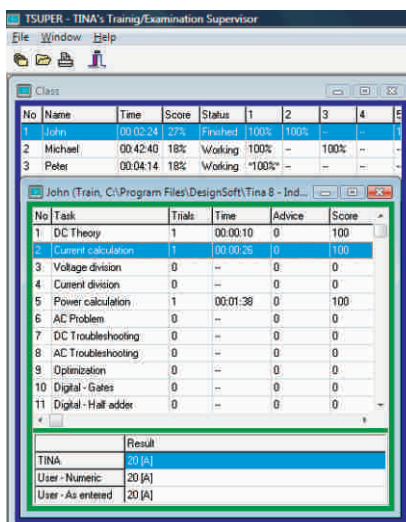 TSUPER - TINA's Trainig/Examination Supervisor
File Window Help
Class
No Name Time Score Status 1 2 3 4 5
1 John 00:02:24 27% Finished 100% 100% -- -- 1
2 Michael 00:42:40 18% Working 100% -- 100% -- --
3 Peter 00:04:14 18% Working *100%* -- -- -- --
John (Train, C:\Program Files\DesignSoft\Tina 8 - Ind...
No Task Trials Time Advice Score
1 DC Theory 1 00:00:10 0 100
2 Current calculation 1 00:00:26 0 100
3 Voltage division 0 -- 0 0
4 Current division 0 -- 0 0
5 Power calculation 1 00:01:38 0 100
6 AC Problem 0 -- 0 0
7 DC Troubleshooting 0 -- 0 0
8 AC Troubleshooting 0 -- 0 0
9 Optimization 0 -- 0 0
10 Digital - Gates 0 -- 0 0
11 Digital - Half adder 0 -- 0 0
Result
TINA 20 [A]
User - Numeric 20 [A]
User - As entered 20 [A]